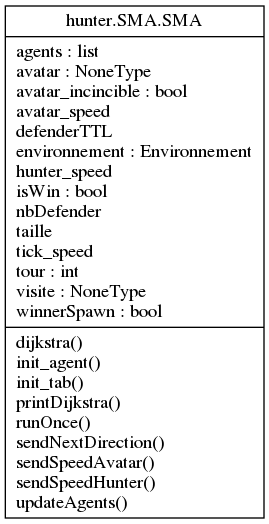 hunter.SMA.SMA
agents : list
avatar : NoneType
avatar_incincible : bool
avatar_speed
defenderTTL
environnement : Environnement
hunter_speed
isWin : bool
nbDefender
taille
tick_speed
tour : int
visite : NoneType
winnerSpawn : bool
dijkstra()
init_agent()
init_tab()
printDijkstra()
runOnce()
sendNextDirection()
sendSpeedAvatar()
sendSpeedHunter()
updateAgents()